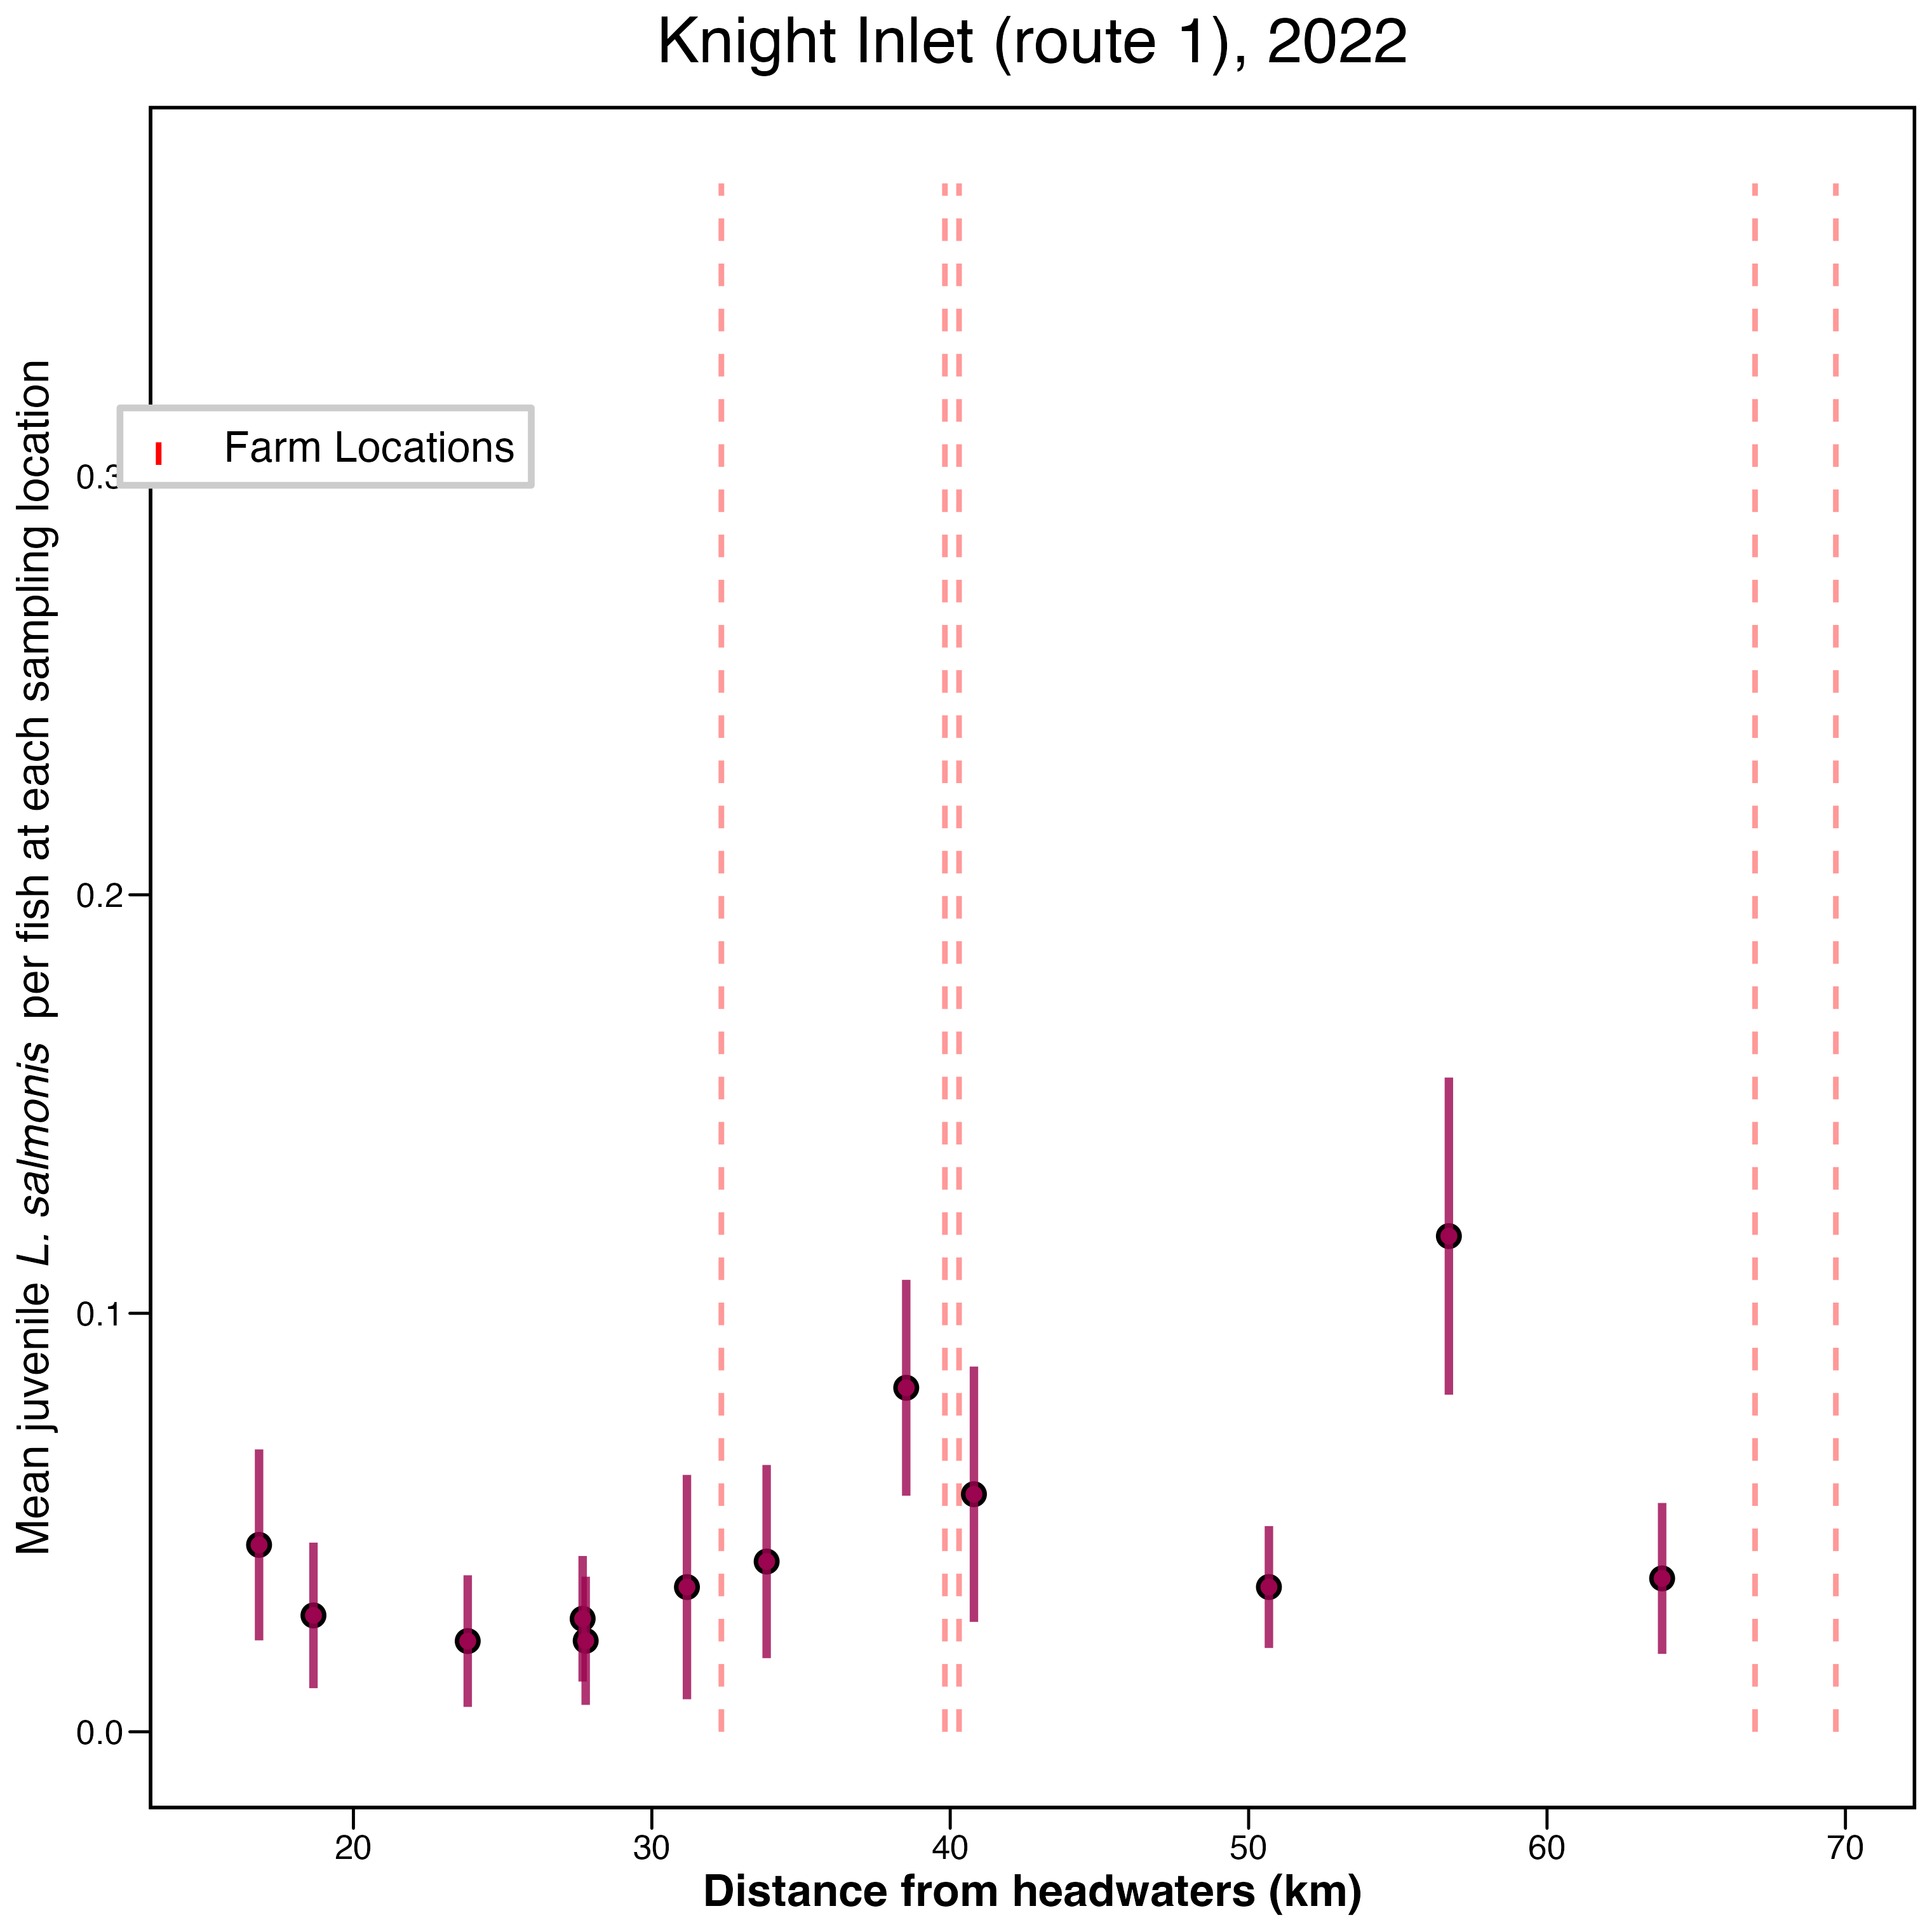 Knight Inlet (route 1), 2022
Mean juvenile L. salmonis per fish at each sampling location
Farm Locations
0.3
0.2
0.1
0.0
20 30 40 50 60 70
Distance from headwaters (km)